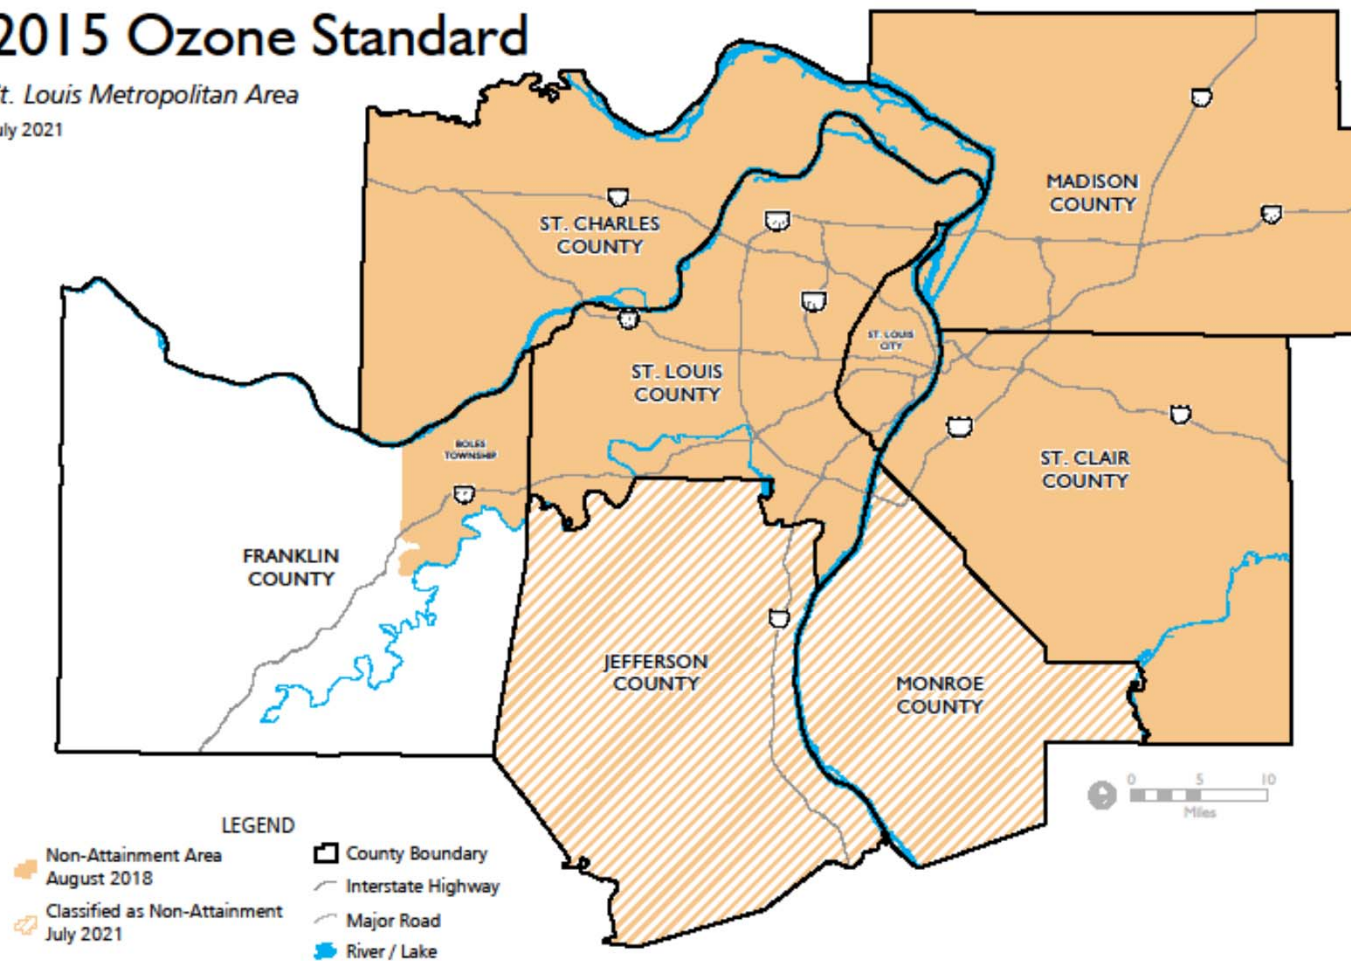 2015 Ozone Standard
t. Louis Metropolitan Area
uly 2021
MADISON
COUNTY
ST. CHARLES
COUNTY
ST. LOUIS
CITY
ST. LOUIS
COUNTY
BOLES
TOWNSHIP
ST. CLAIR
COUNTY
FRANKLIN
COUNTY
JEFFERSON
COUNTY
MONROE
COUNTY
0 5 10
Miles
LEGEND
Non-Attainment Area
August 2018
Classified as Non-Attainment
July 2021
County Boundary
Interstate Highway
Major Road
River / Lake